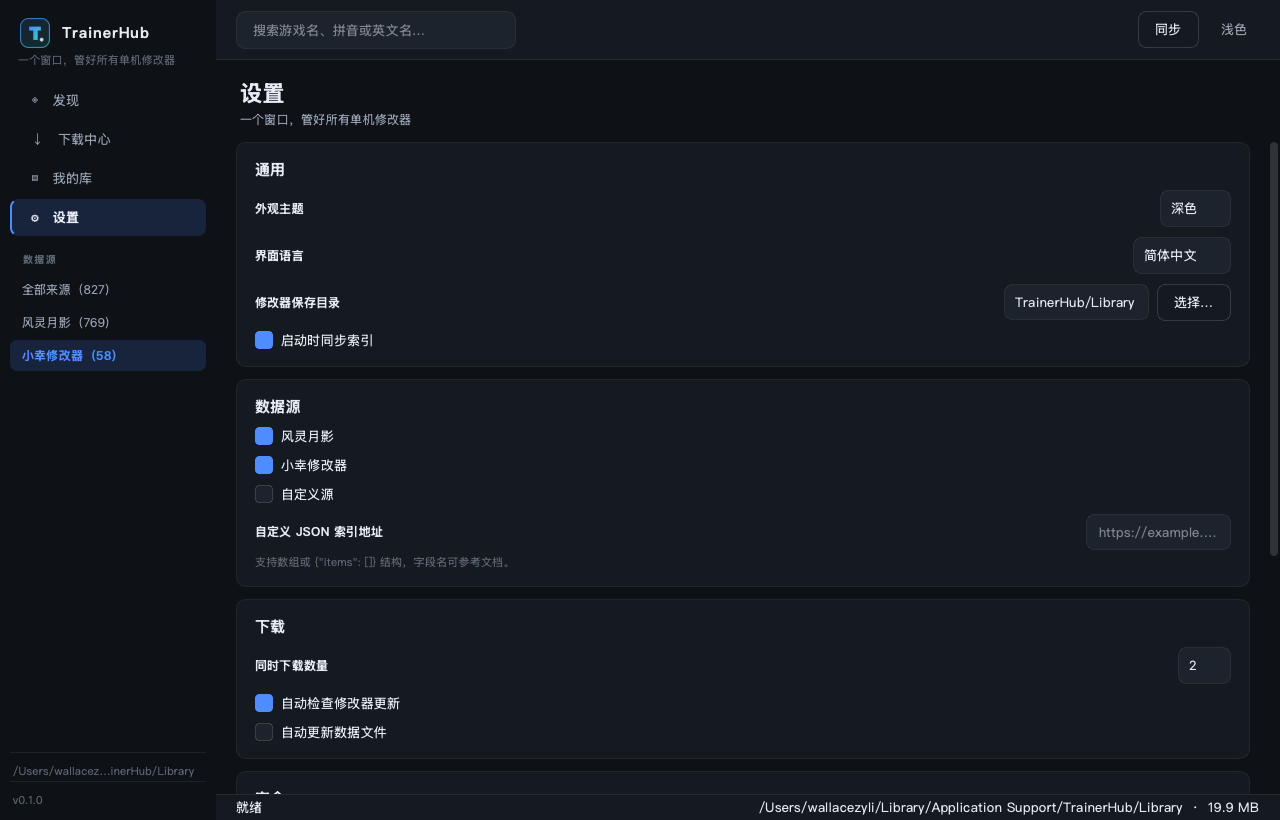 TrainerHub
一个窗口，管好所有单机修改器
发现
↓ 下载中心
我的库
设置
数据源
全部来源（827）
风灵月影（769）
小幸修改器（58）
/Users/wallacez...inerHub/Library
v0.1.0
搜索游戏名、拼音或英文名...
同步
浅色
设置
一个窗口，管好所有单机修改器
通用
外观主题
深色
界面语言
简体中文
修改器保存目录
TrainerHub/Library
选择...
启动时同步索引
数据源
风灵月影
小幸修改器
自定义源
自定义 JSON 索引地址
https://example....
支持数组或 {"items": []} 结构，字段名可参考文档。
下载
同时下载数量
2
自动检查修改器更新
自动更新数据文件
就绪
/Users/wallacezyli/Library/Application Support/TrainerHub/Library · 19.9 MB